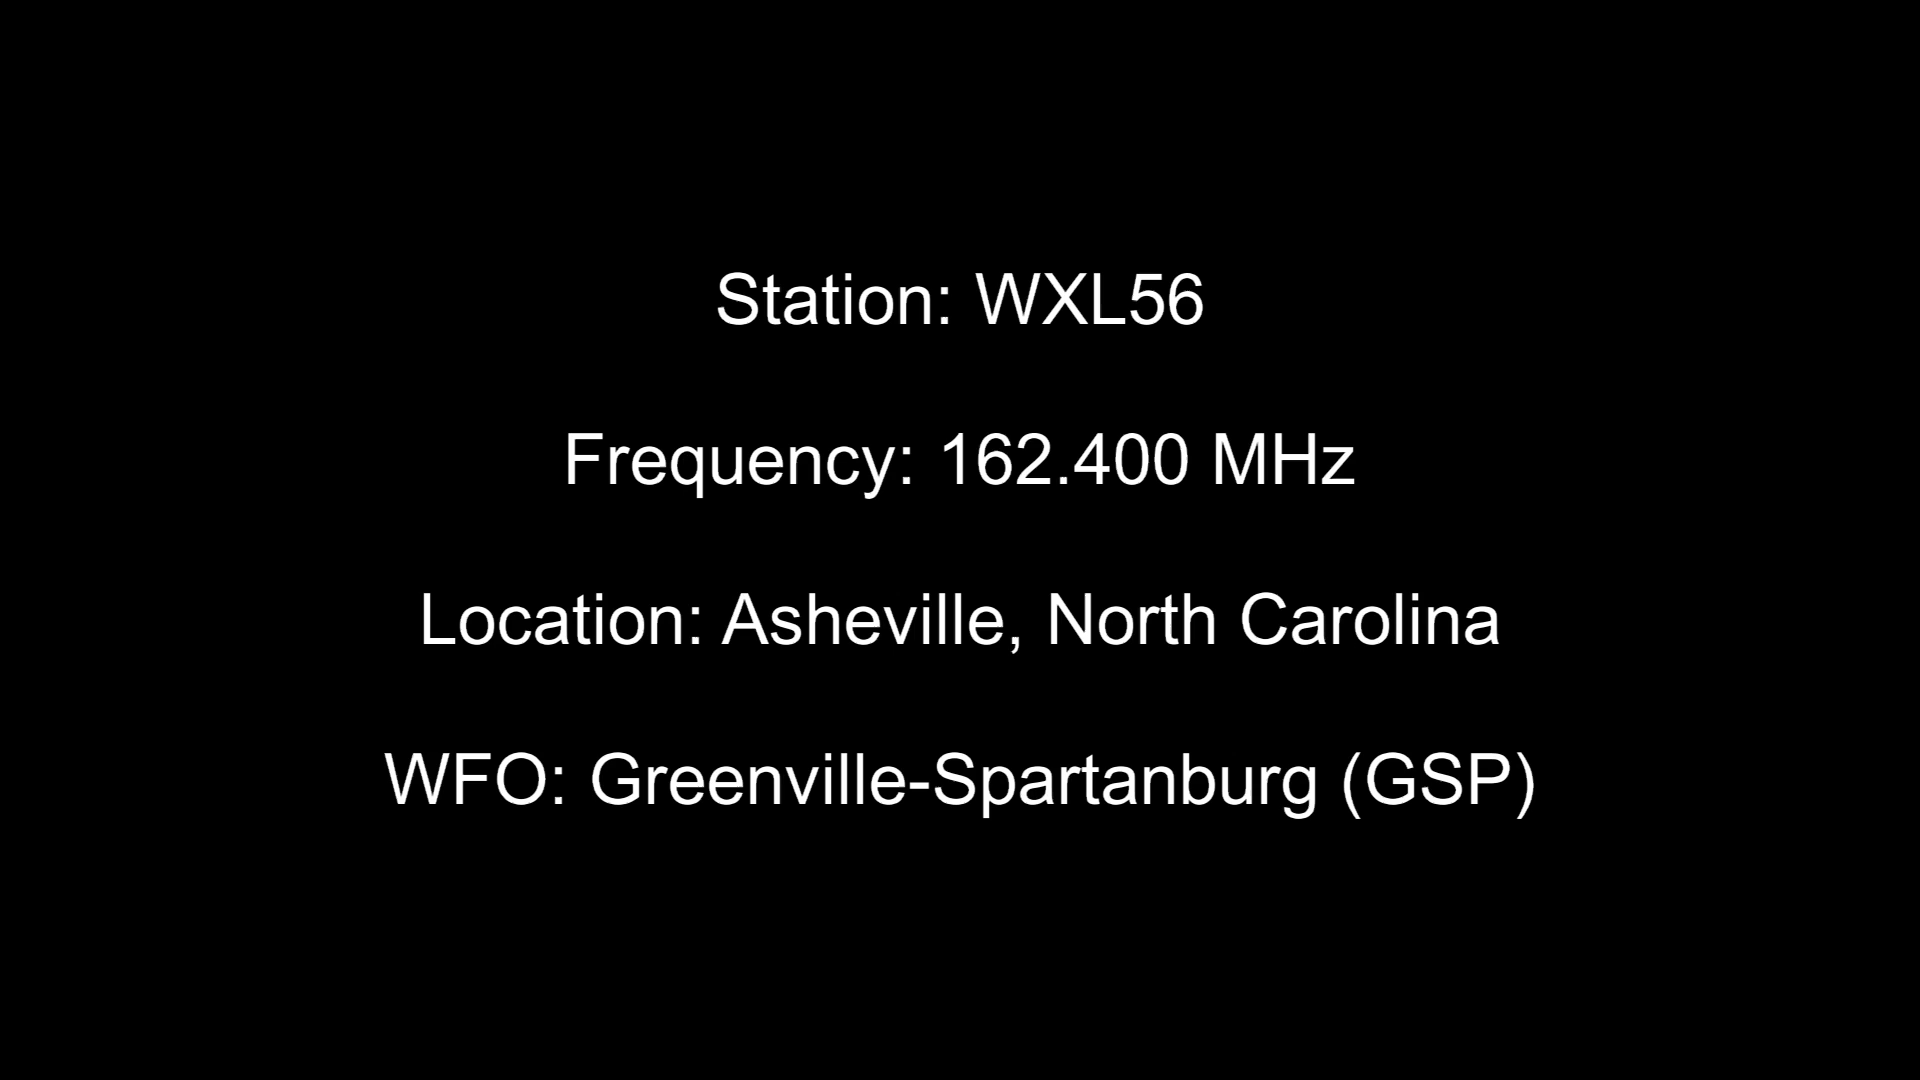 Station: WXL56
Frequency: 162.400 MHz
Location: Asheville, North Carolina
WFO: Greenville-Spartanburg (GSP)